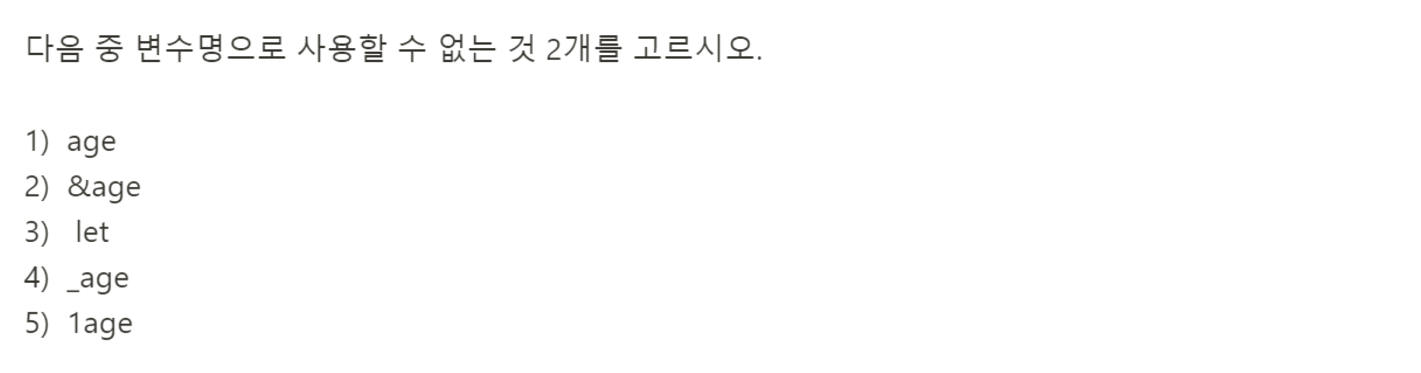 다음 중 변수명으로 사용할 수 없는 것 2개를 고르시오.
1) age
2) &age
3) let
4) _age
5) 1age